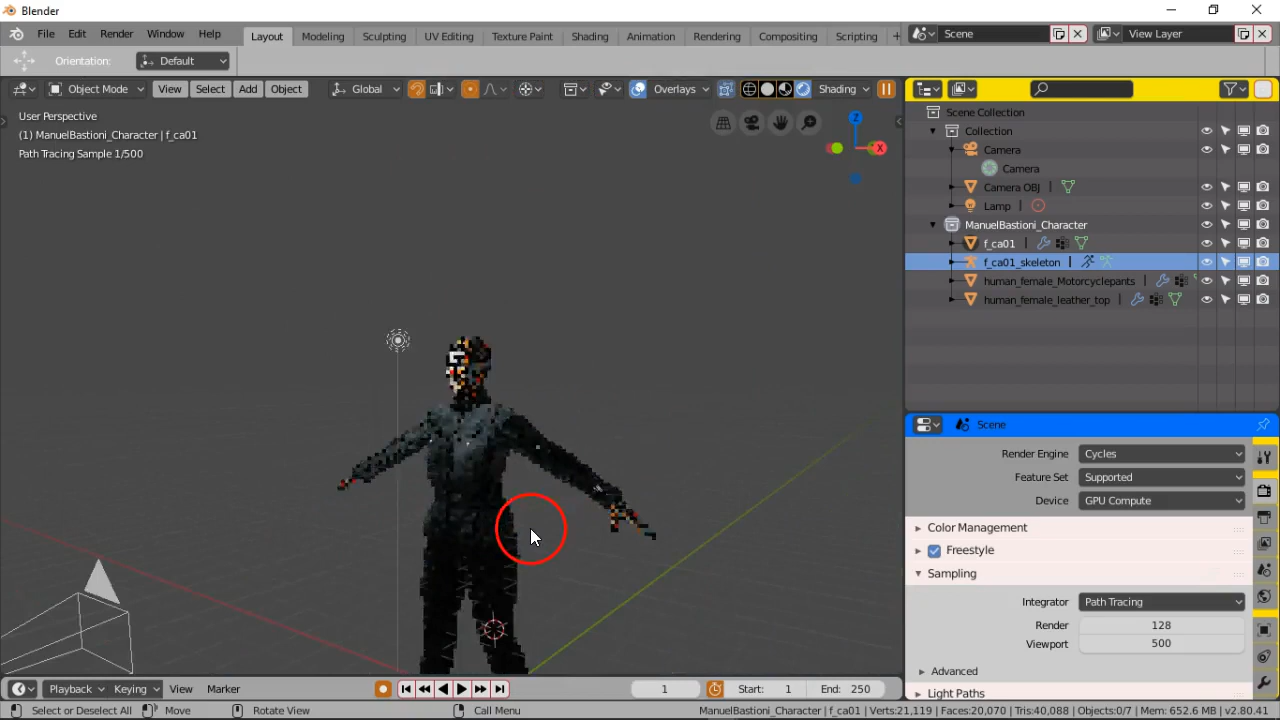 Blender
File Edit Render Window Help
Layout Modeling Sculpting UV Editing Texture Paint Shading Animation Rendering Compositing Scripting +
Scene View Layer
Orientation: Default
Object Mode View Select Add Object Global Overlays Shading
User Perspective
(1) ManuelBastioni_Character | f_ca01
Path Tracing Sample 1/500
Z
X
Scene Collection
Collection
Camera
Camera
Camera OBJ
Lamp
ManuelBastioni_Character
f_ca01
f_ca01_skeleton
human_female_Motorcyclepants
human_female_leather_top
Scene
Render Engine Cycles
Feature Set Supported
Device GPU Compute
Color Management
Freestyle
Sampling
Integrator Path Tracing
Render 128
Viewport 500
Advanced
Light Paths
Playback Keying View Marker 1 Start: 1 End: 250
Select or Deselect All Move Rotate View Call Menu ManuelBastioni_Character | f_ca01 | Verts:21,119 | Faces:20,070 | Tris:40,088 | Objects:0/7 | Mem: 652.6 MB | v2.80.41